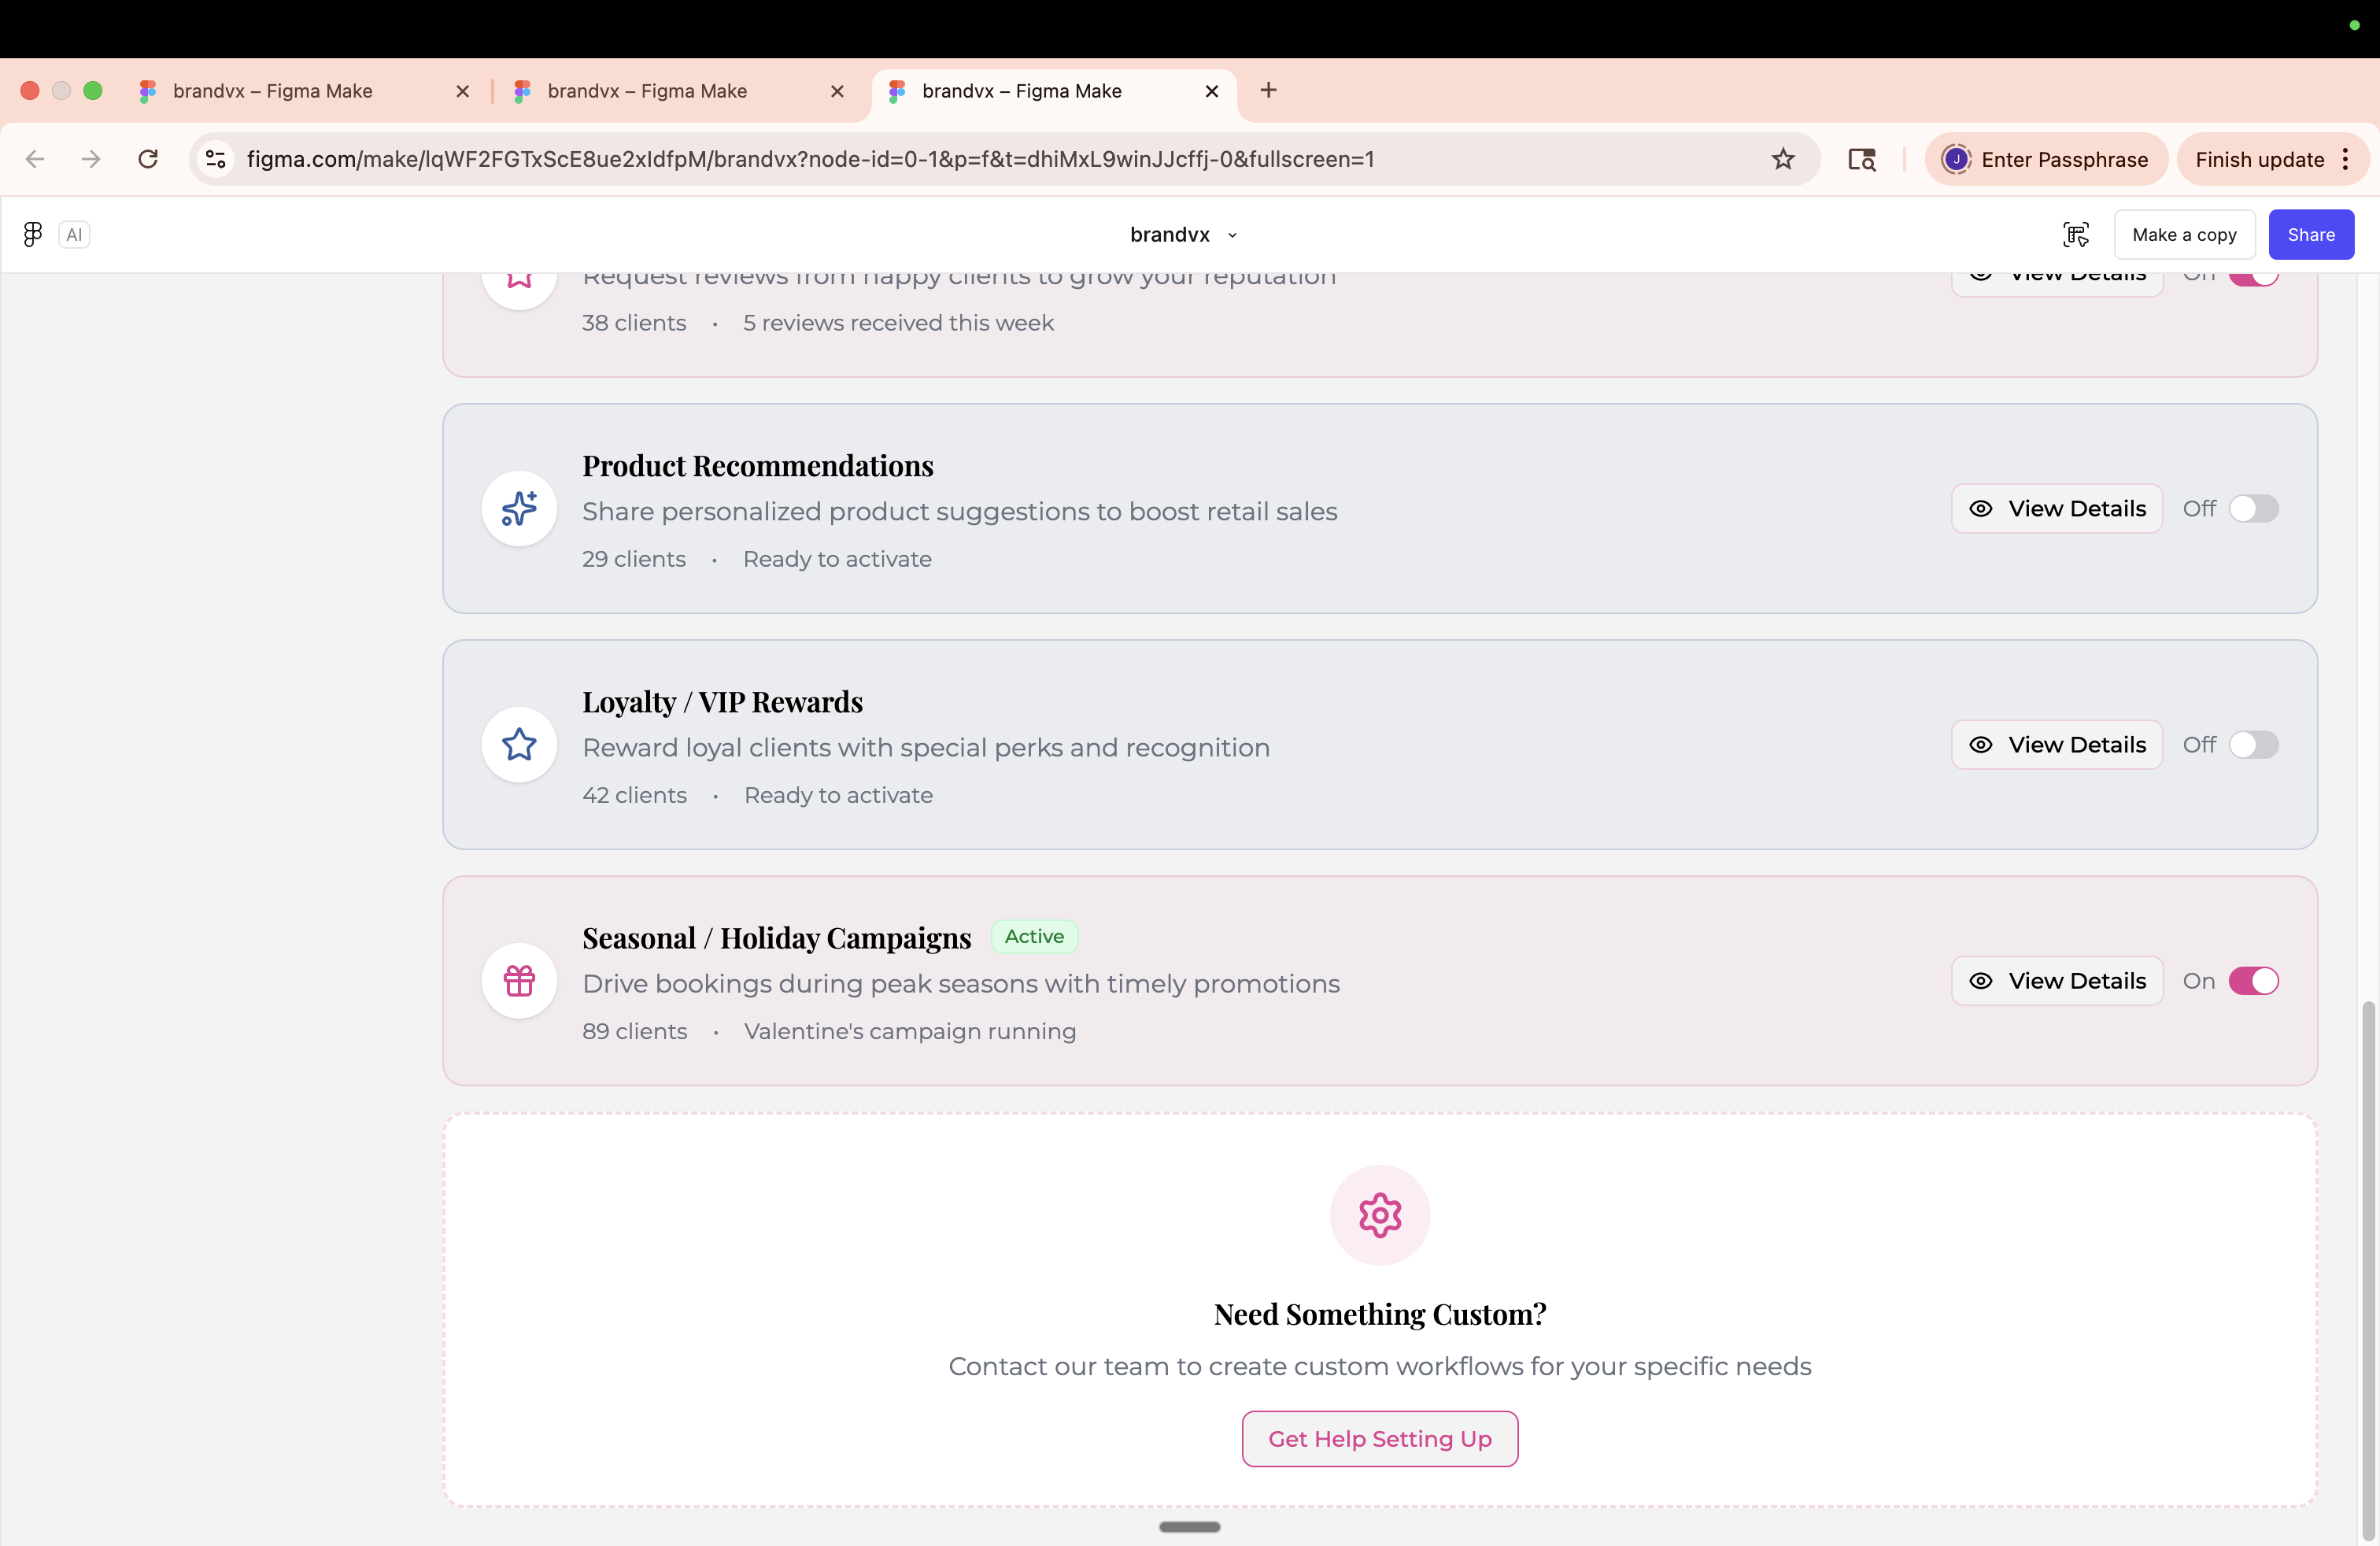 brandvx – Figma Make
brandvx – Figma Make
brandvx – Figma Make
figma.com/make/lqWF2FGTxScE8ue2xIdfpM/brandvx?node-id=0-1&p=f&t=dhiMxL9winJJcffj-0&fullscreen=1
J
Enter Passphrase
Finish update
AI
brandvx
Make a copy
Share
Request reviews from happy clients to grow your reputation
View Details
On
38 clients • 5 reviews received this week
Product Recommendations
Share personalized product suggestions to boost retail sales
29 clients • Ready to activate
View Details
Off
Loyalty / VIP Rewards
Reward loyal clients with special perks and recognition
42 clients • Ready to activate
View Details
Off
Seasonal / Holiday Campaigns
Active
Drive bookings during peak seasons with timely promotions
89 clients • Valentine's campaign running
View Details
On
Need Something Custom?
Contact our team to create custom workflows for your specific needs
Get Help Setting Up